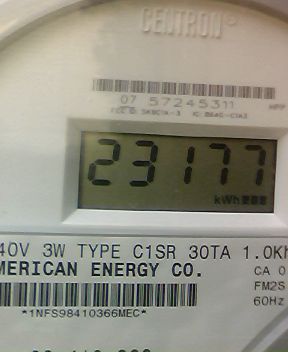 CENTRON
07 57245311
23177
kWh
40V 3W TYPE C1SR 30TA 1.0Kh
MERICAN ENERGY CO.
CA 0
FM2S
60Hz
*1NFS98410366MEC*